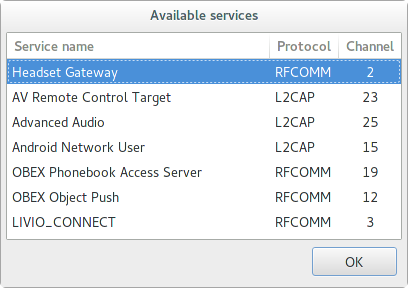 Available services
Service name Protocol Channel
Headset Gateway RFCOMM 2
AV Remote Control Target L2CAP 23
Advanced Audio L2CAP 25
Android Network User L2CAP 15
OBEX Phonebook Access Server RFCOMM 19
OBEX Object Push RFCOMM 12
LIVIO_CONNECT RFCOMM 3
OK